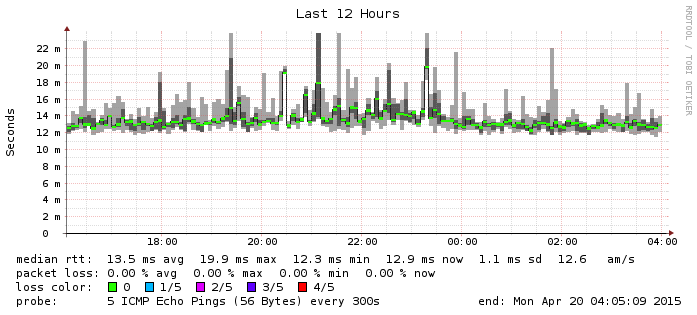 Last 12 Hours
RRDTOOL / TOBI OETIKER
Seconds
22 m
20 m
18 m
16 m
14 m
12 m
10 m
8 m
6 m
4 m
2 m
0
18:00 20:00 22:00 00:00 02:00 04:00
median rtt: 13.5 ms avg 19.9 ms max 12.3 ms min 12.9 ms now 1.1 ms sd 12.6 am/s
packet loss: 0.00 % avg 0.00 % max 0.00 % min 0.00 % now
loss color: 0 1/5 2/5 3/5 4/5
probe: 5 ICMP Echo Pings (56 Bytes) every 300s end: Mon Apr 20 04:05:09 2015